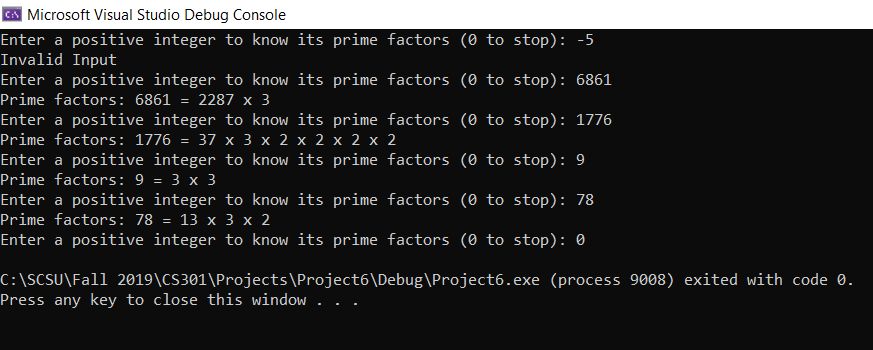 Microsoft Visual Studio Debug Console
Enter a positive integer to know its prime factors (0 to stop): -5
Invalid Input
Enter a positive integer to know its prime factors (0 to stop): 6861
Prime factors: 6861 = 2287 x 3
Enter a positive integer to know its prime factors (0 to stop): 1776
Prime factors: 1776 = 37 x 3 x 2 x 2 x 2 x 2
Enter a positive integer to know its prime factors (0 to stop): 9
Prime factors: 9 = 3 x 3
Enter a positive integer to know its prime factors (0 to stop): 78
Prime factors: 78 = 13 x 3 x 2
Enter a positive integer to know its prime factors (0 to stop): 0
C:\SCSU\Fall 2019\CS301\Projects\Project6\Debug\Project6.exe (process 9008) exited with code 0.
Press any key to close this window . . .